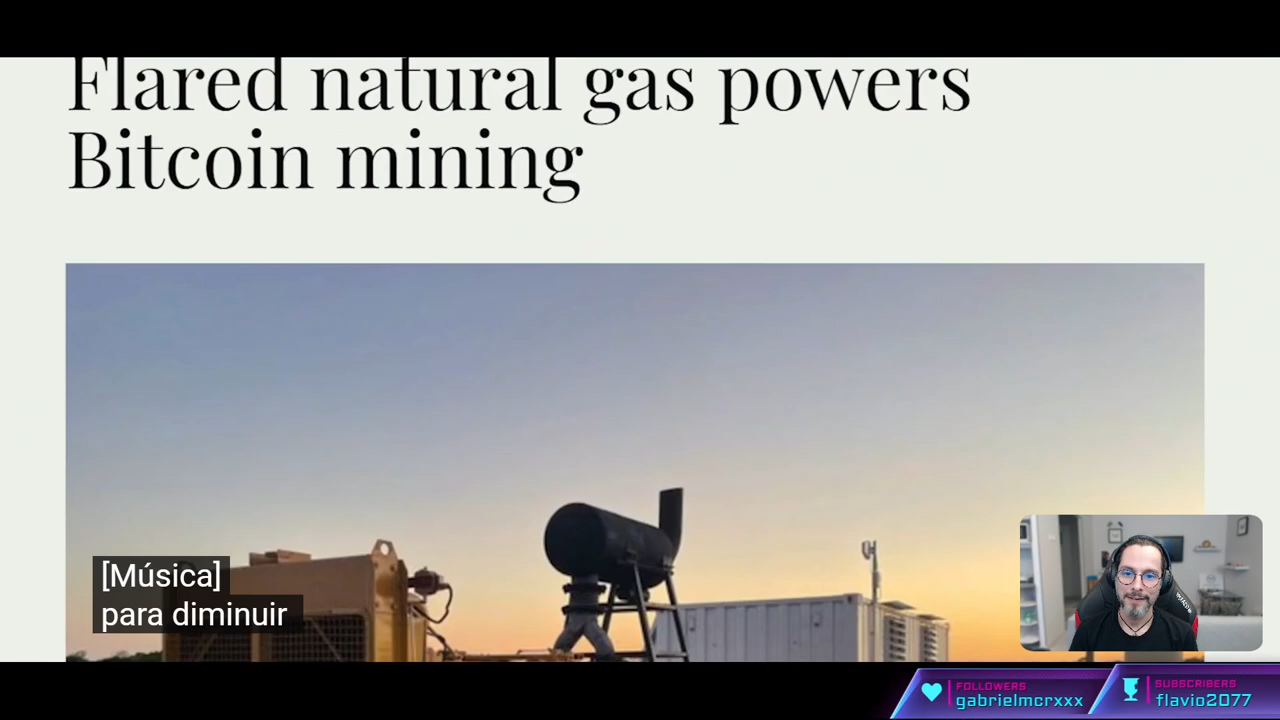 Flared natural gas powers
Bitcoin mining
[Música]
para diminuir
FOLLOWERS
gabrielmcrxxx
SUBSCRIBERS
flavio2077